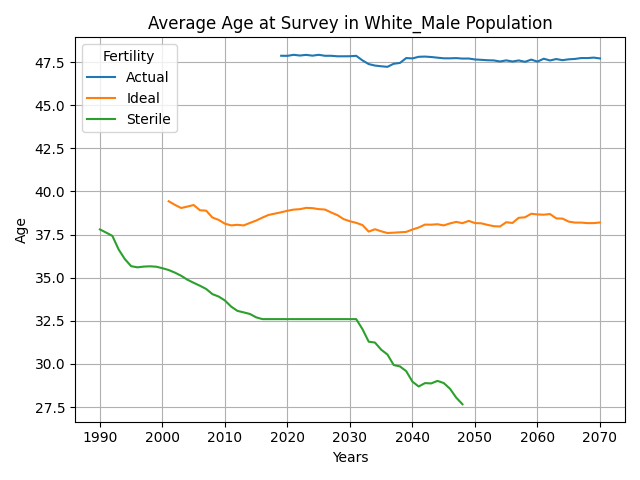 Average Age at Survey in White_Male Population
Fertility
Actual
Ideal
Sterile
Age
47.5
45.0
42.5
40.0
37.5
35.0
32.5
30.0
27.5
1990 2000 2010 2020 2030 2040 2050 2060 2070
Years